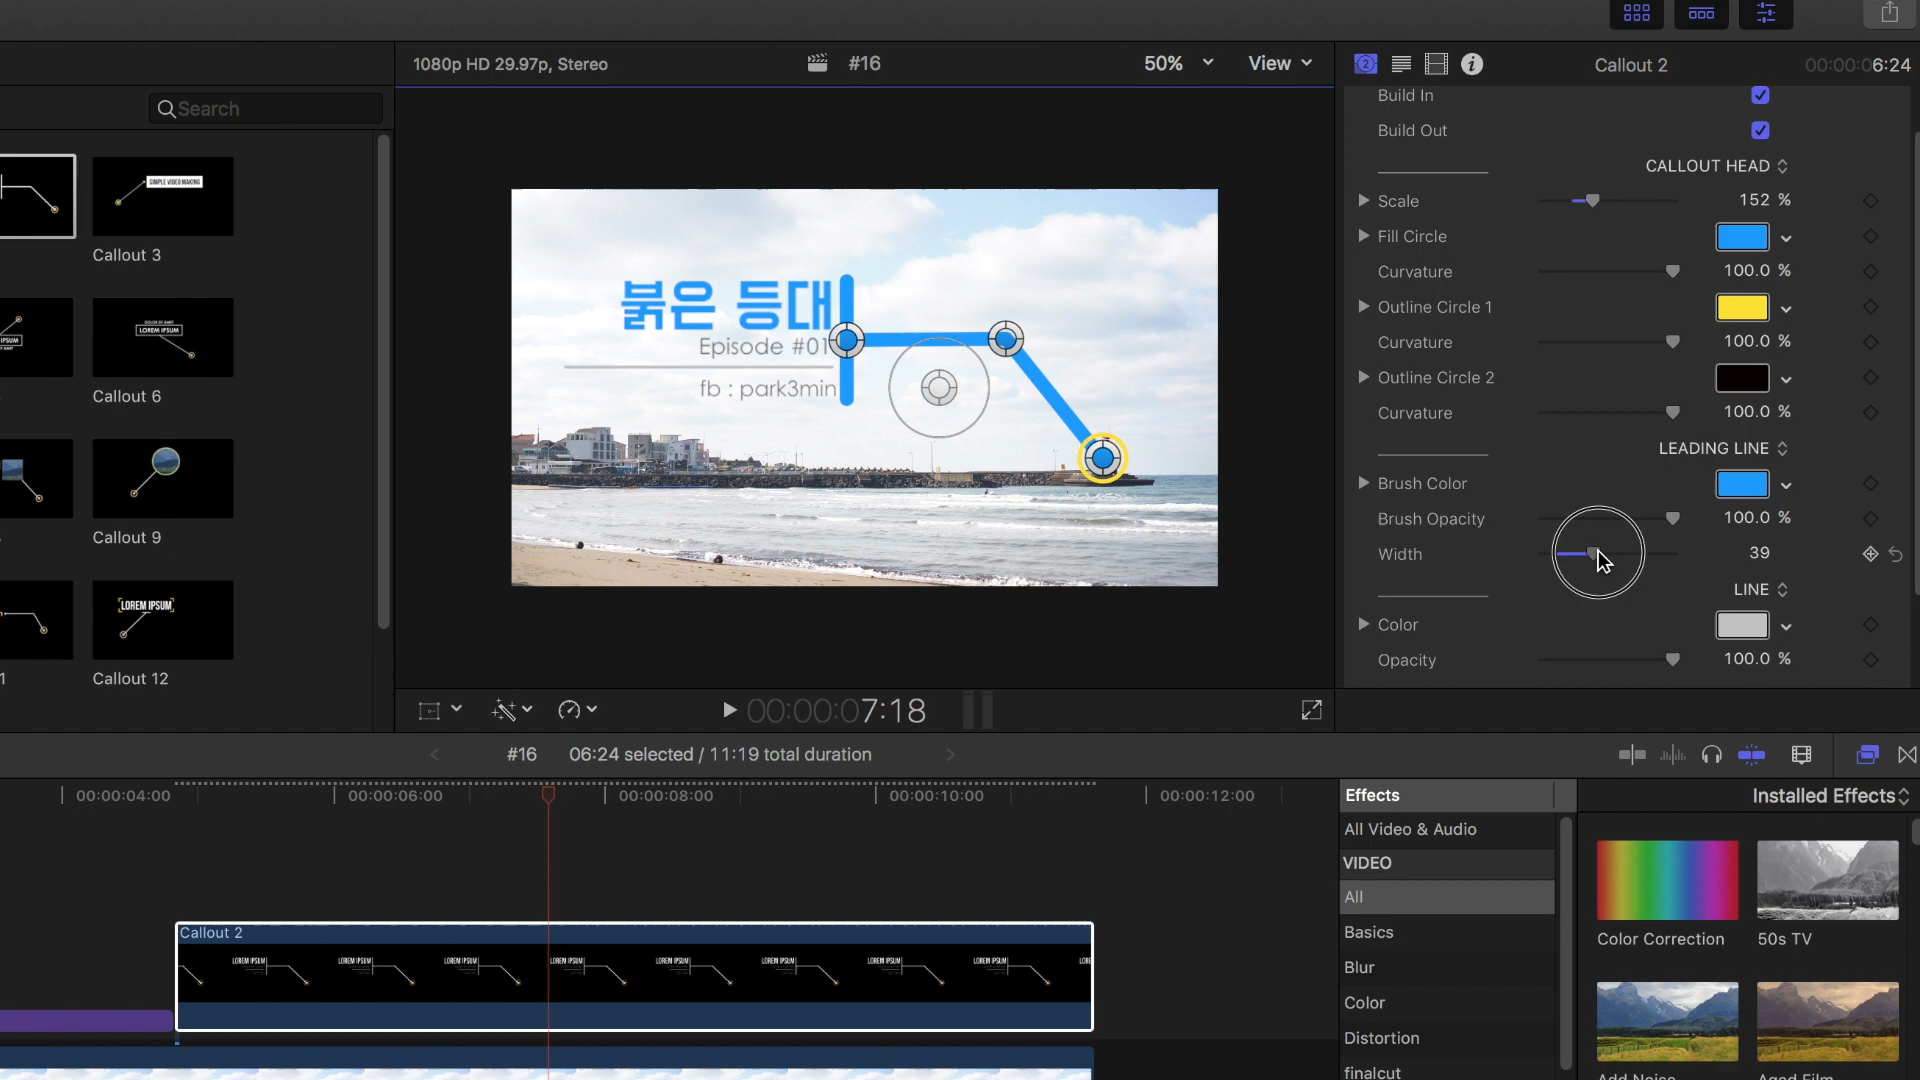 1080p HD 29.97p, Stereo
#16
50%
View
Callout 2
00:00:06:24
Search
Callout 3
Callout 6
Callout 9
Callout 12
SIMPLE VIDEO MAKING
LOREM IPSUM
LOREM IPSUM
붉은 등대
Episode #01
fb : park3min
Build In
Build Out
CALLOUT HEAD
Scale 152 %
Fill Circle
Curvature 100.0 %
Outline Circle 1
Curvature 100.0 %
Outline Circle 2
Curvature 100.0 %
LEADING LINE
Brush Color
Brush Opacity 100.0 %
Width 39
LINE
Color
Opacity 100.0 %
00:00:07:18
#16 06:24 selected / 11:19 total duration
00:00:04:00 00:00:06:00 00:00:08:00 00:00:10:00 00:00:12:00
Callout 2
LOREM IPSUM LOREM IPSUM LOREM IPSUM LOREM IPSUM LOREM IPSUM LOREM IPSUM LOREM IPSUM LOREM IPSUM
Effects
Installed Effects
All Video & Audio
VIDEO
All
Basics
Blur
Color
Distortion
finalcut
Color Correction
50s TV
Add Noise
Aged Film